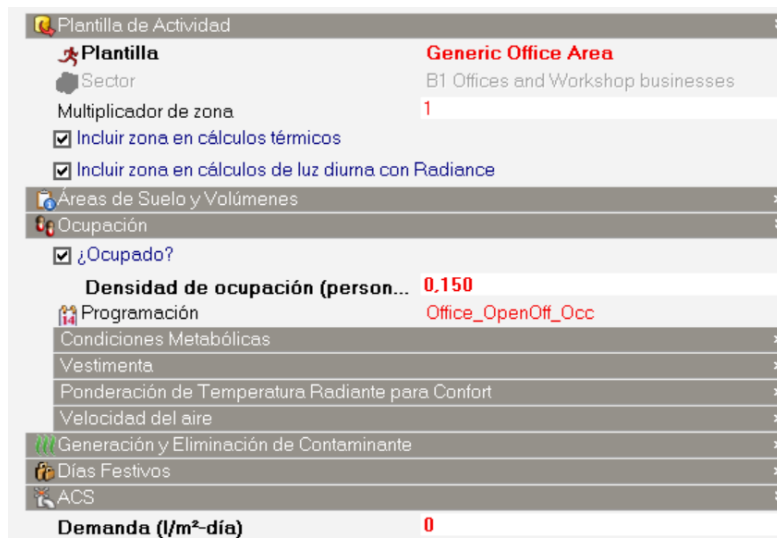 Plantilla de Actividad
Plantilla Generic Office Area
Sector B1 Offices and Workshop businesses
Multiplicador de zona 1
Incluir zona en cálculos térmicos
Incluir zona en cálculos de luz diurna con Radiance
Áreas de Suelo y Volúmenes
Ocupación
¿Ocupado?
Densidad de ocupación (person... 0,150
Programación Office_OpenOff_Occ
Condiciones Metabólicas
Vestimenta
Ponderación de Temperatura Radiante para Confort
Velocidad del aire
Generación y Eliminación de Contaminante
Días Festivos
ACS
Demanda (l/m²-día) 0